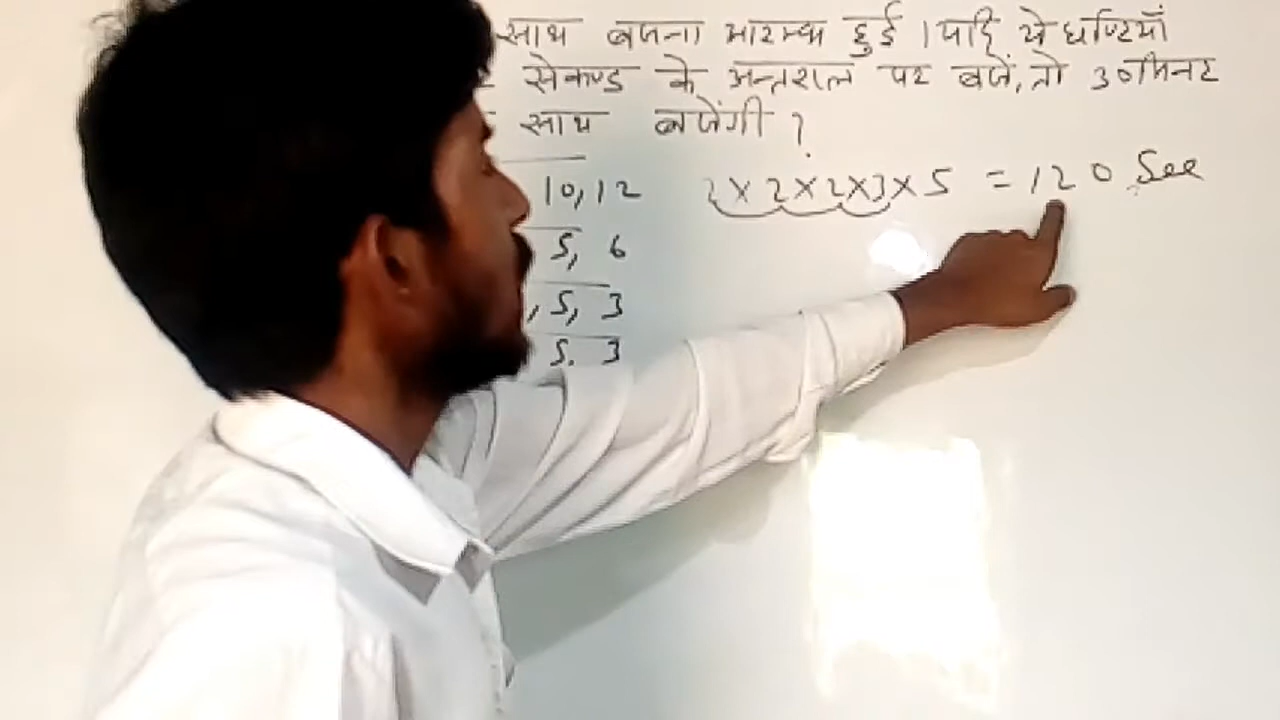 साथ बजना प्रारम्भ हुई । यदि ये घण्टियाँ
सेकण्ड के अन्तराल पर बजें, तो 30 मिनट
साथ बजेंगी ?
10, 12 2 × 2 × 2 × 3 × 5 = 120 Sec
5, 6
, 5, 3
5. 3